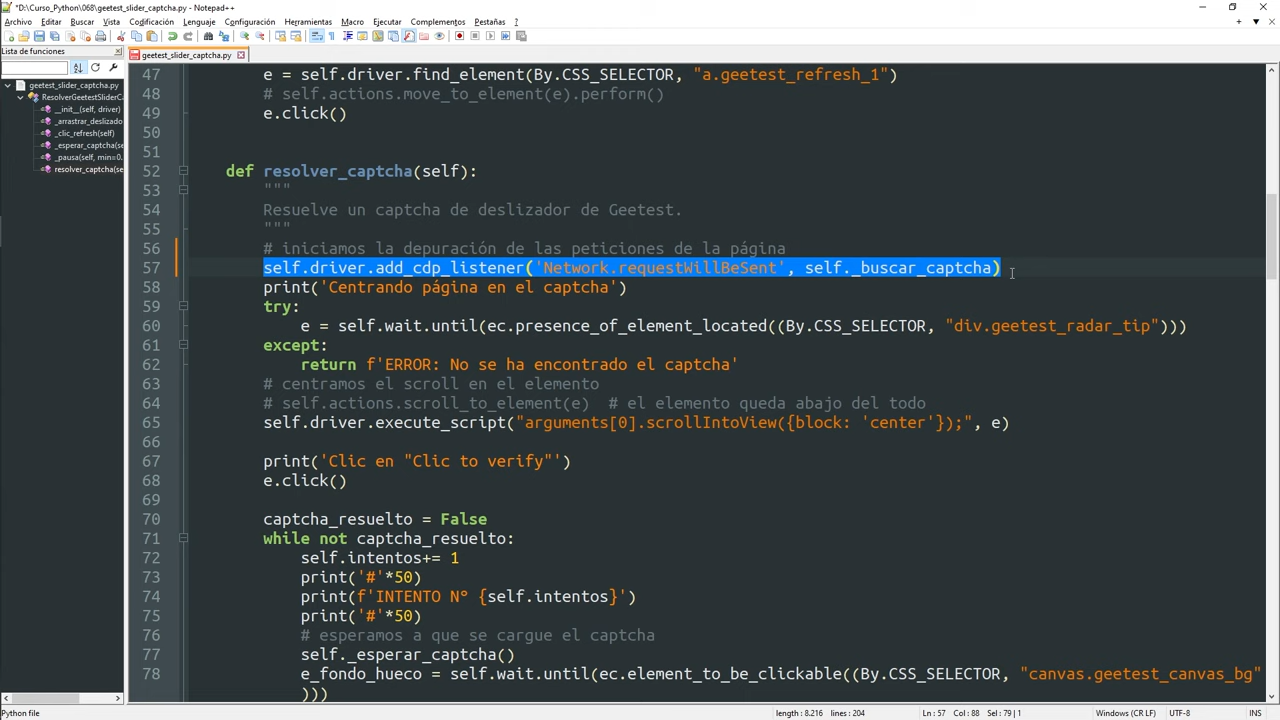 *D:\Curso_Python\068\geetest_slider_captcha.py - Notepad++
Archivo Editar Buscar Vista Codificación Lenguaje Configuración Herramientas Macro Ejecutar Complementos Pestañas ?
Lista de funciones
geetest_slider_captcha.py
geetest_slider_captcha.py
ResolverGeetestSliderCa
__init__(self, driver)
_arrastrar_deslizado
_clic_refresh(self)
_esperar_captcha(se
_pausa(self, min=0.
resolver_captcha(se
47 e = self.driver.find_element(By.CSS_SELECTOR, "a.geetest_refresh_1")
48 # self.actions.move_to_element(e).perform()
49 e.click()
50
51
52 def resolver_captcha(self):
53 """
54 Resuelve un captcha de deslizador de Geetest.
55 """
56 # iniciamos la depuración de las peticiones de la página
57 self.driver.add_cdp_listener('Network.requestWillBeSent', self._buscar_captcha)
58 print('Centrando página en el captcha')
59 try:
60 e = self.wait.until(ec.presence_of_element_located((By.CSS_SELECTOR, "div.geetest_radar_tip")))
61 except:
62 return f'ERROR: No se ha encontrado el captcha'
63 # centramos el scroll en el elemento
64 # self.actions.scroll_to_element(e) # el elemento queda abajo del todo
65 self.driver.execute_script("arguments[0].scrollIntoView({block: 'center'});", e)
66
67 print('Clic en "Clic to verify"')
68 e.click()
69
70 captcha_resuelto = False
71 while not captcha_resuelto:
72 self.intentos+= 1
73 print('#'*50)
74 print(f'INTENTO Nº {self.intentos}')
75 print('#'*50)
76 # esperamos a que se cargue el captcha
77 self._esperar_captcha()
78 e_fondo_hueco = self.wait.until(ec.element_to_be_clickable((By.CSS_SELECTOR, "canvas.geetest_canvas_bg"
)))
Python file length : 8.216 lines : 204 Ln : 57 Col : 88 Sel : 79 | 1 Windows (CR LF) UTF-8 INS